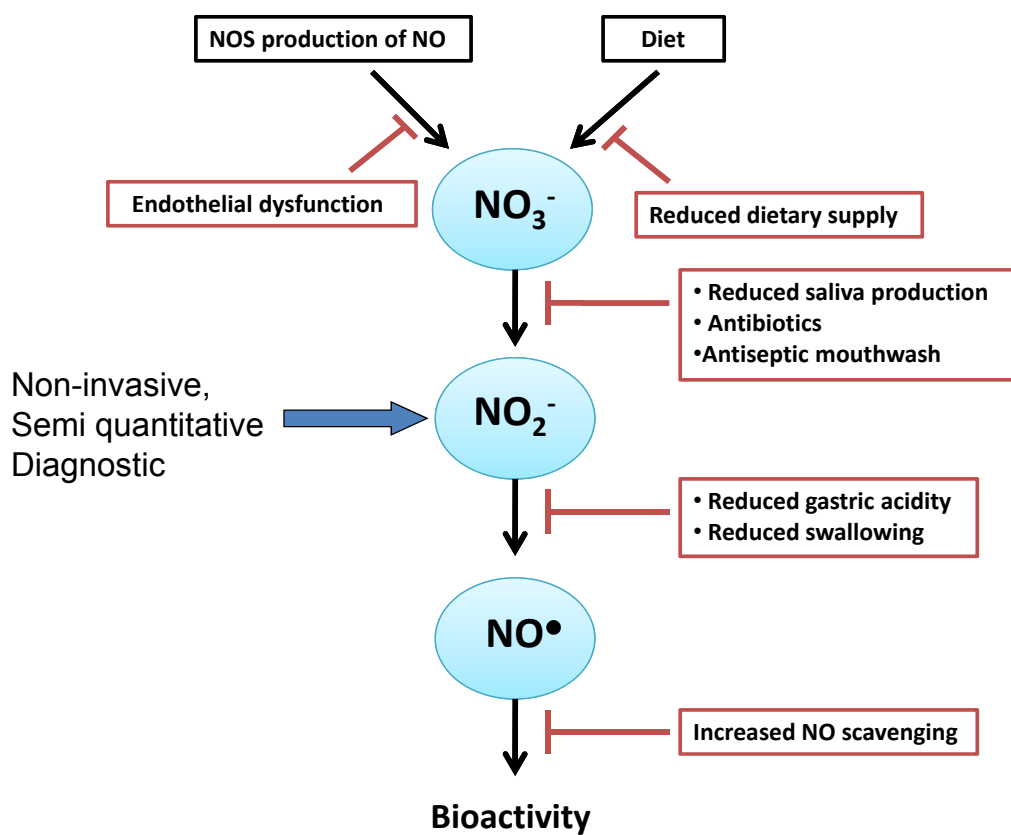 NOS production of NO
Diet
Endothelial dysfunction
NO₃⁻
Reduced dietary supply
• Reduced saliva production
• Antibiotics
•Antiseptic mouthwash
Non-invasive,
Semi quantitative
Diagnostic
NO₂⁻
• Reduced gastric acidity
• Reduced swallowing
NO•
Increased NO scavenging
Bioactivity